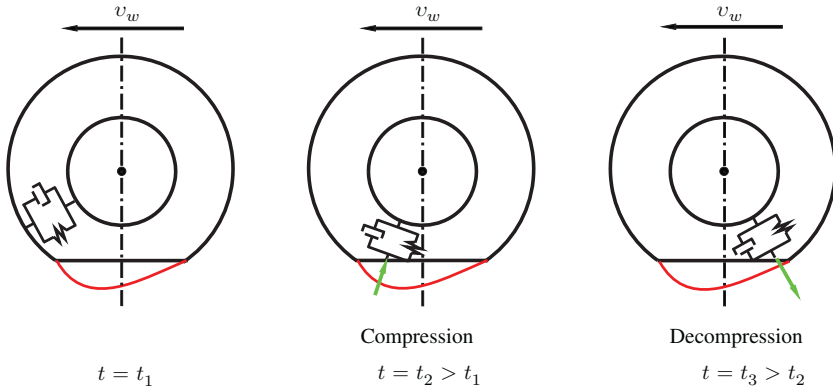 v_w v_w v_w
Compression Decompression
t = t_1 t = t_2 > t_1 t = t_3 > t_2